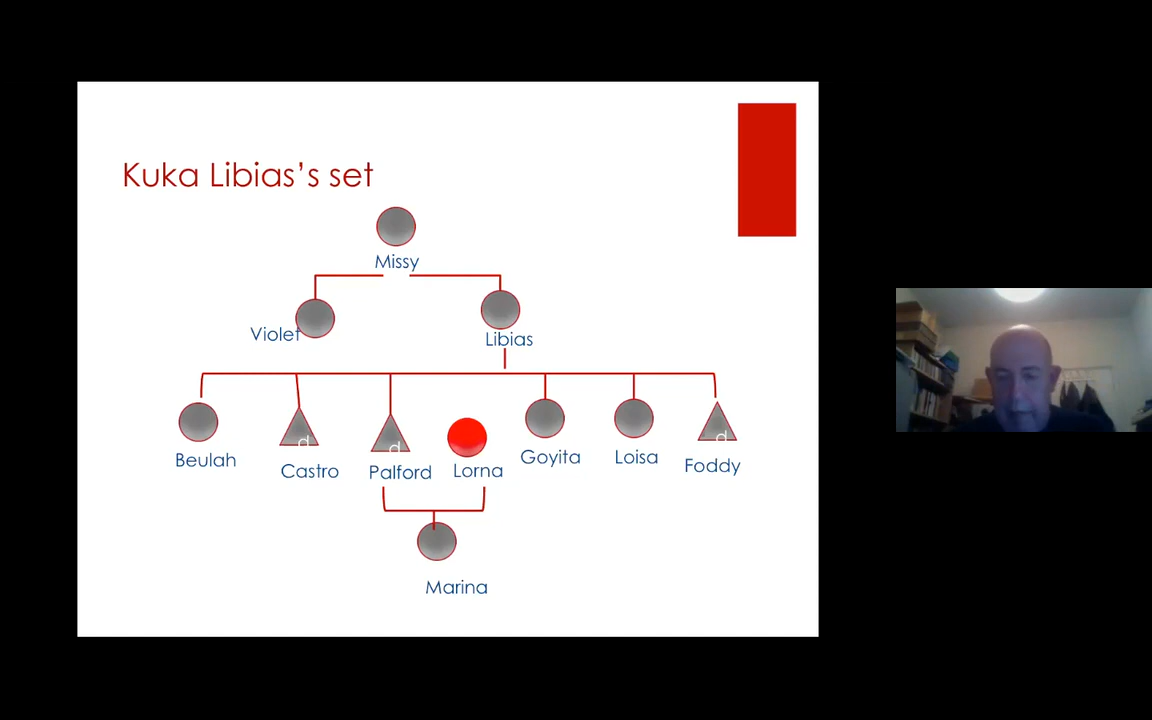 Kuka Libias's set
Missy
Violet
Libias
d
d
d
Beulah
Castro
Palford
Lorna
Goyita
Loisa
Foddy
Marina